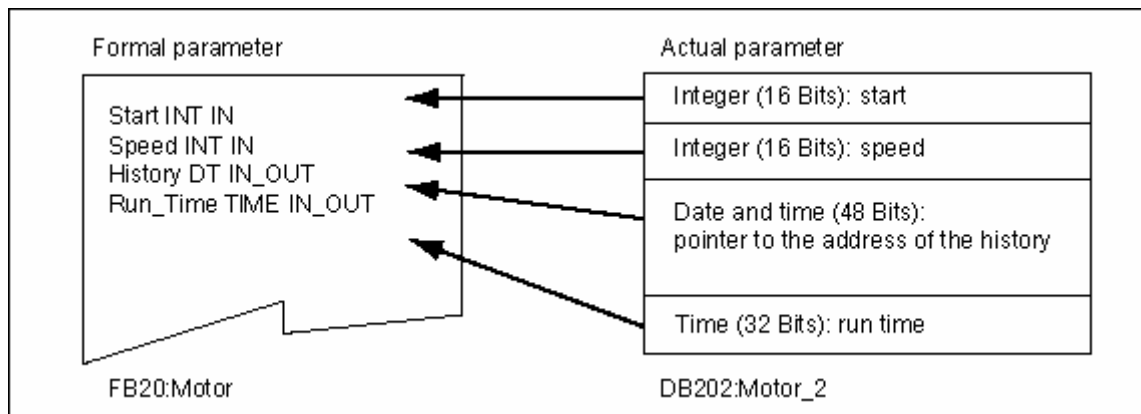 Formal parameter
Start INT IN
Speed INT IN
History DT IN_OUT
Run_Time TIME IN_OUT
FB20:Motor
Actual parameter
Integer (16 Bits): start
Integer (16 Bits): speed
Date and time (48 Bits):
pointer to the address of the history
Time (32 Bits): run time
DB202:Motor_2